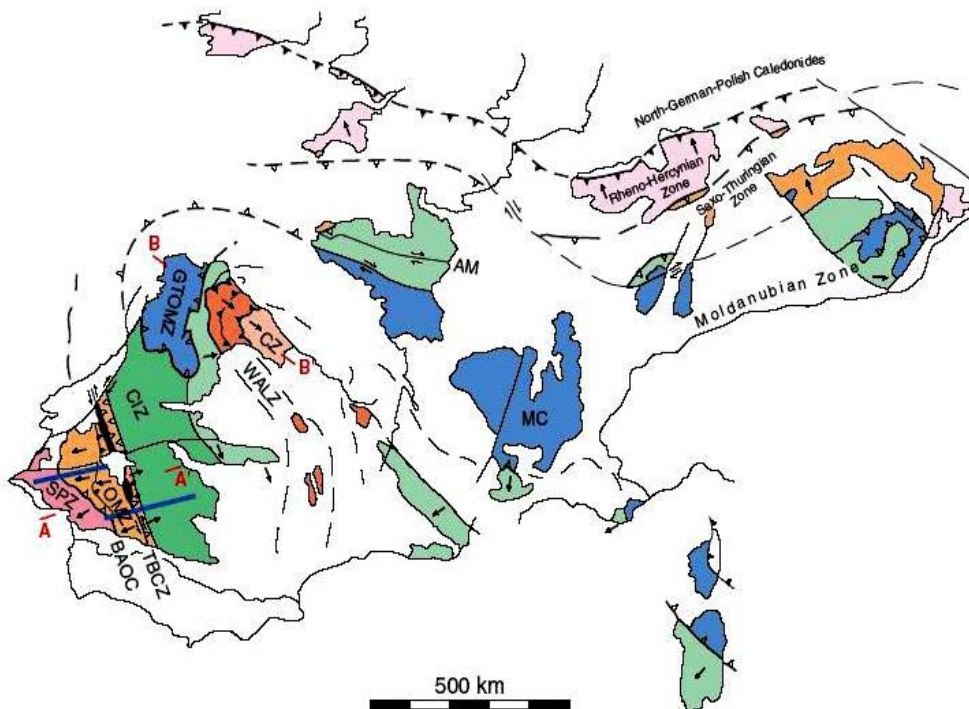 North-German-Polish Caledonides
Rheno-Hercynian
Zone
Saxo-Thuringian
Zone
B
GTOMZ
AM
Moldanubian Zone
CZ
B
WALZ
CIZ
MC
A
SPZ
OMZ
A
BAOC
TBCZ
500 km